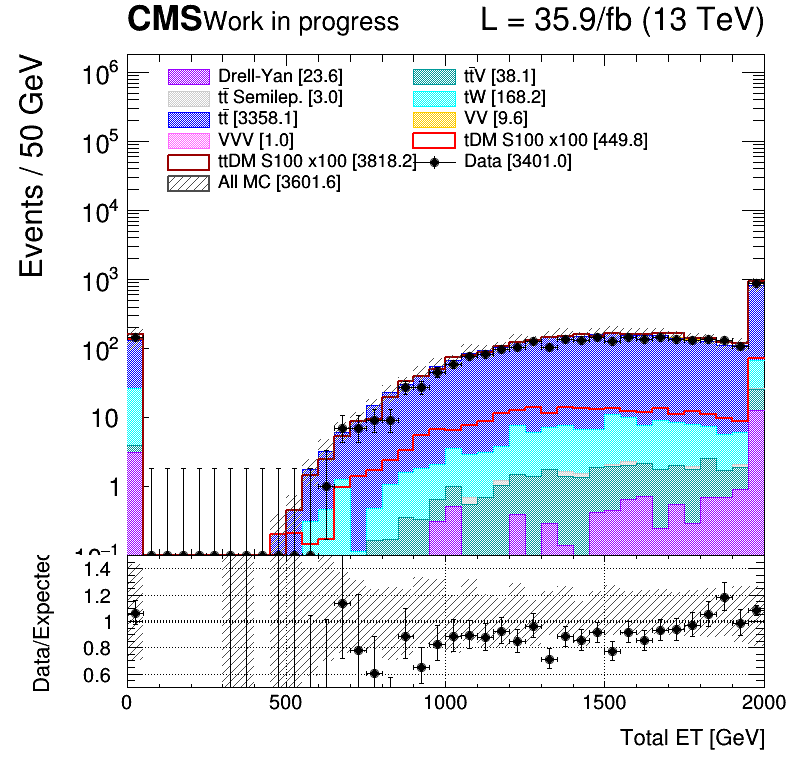 CMS Work in progress L = 35.9/fb (13 TeV)
Events / 50 GeV
10⁶
10⁵
10⁴
10³
10²
10
1
10⁻¹
Drell-Yan [23.6] tt̄V [38.1]
tt̄ Semilep. [3.0] tW [168.2]
tt̄ [3358.1] VV [9.6]
VVV [1.0] tDM S100 x100 [449.8]
ttDM S100 x100 [3818.2] Data [3401.0]
All MC [3601.6]
Data/Expected
1.4
1.2
1
0.8
0.6
0 500 1000 1500 2000
Total ET [GeV]